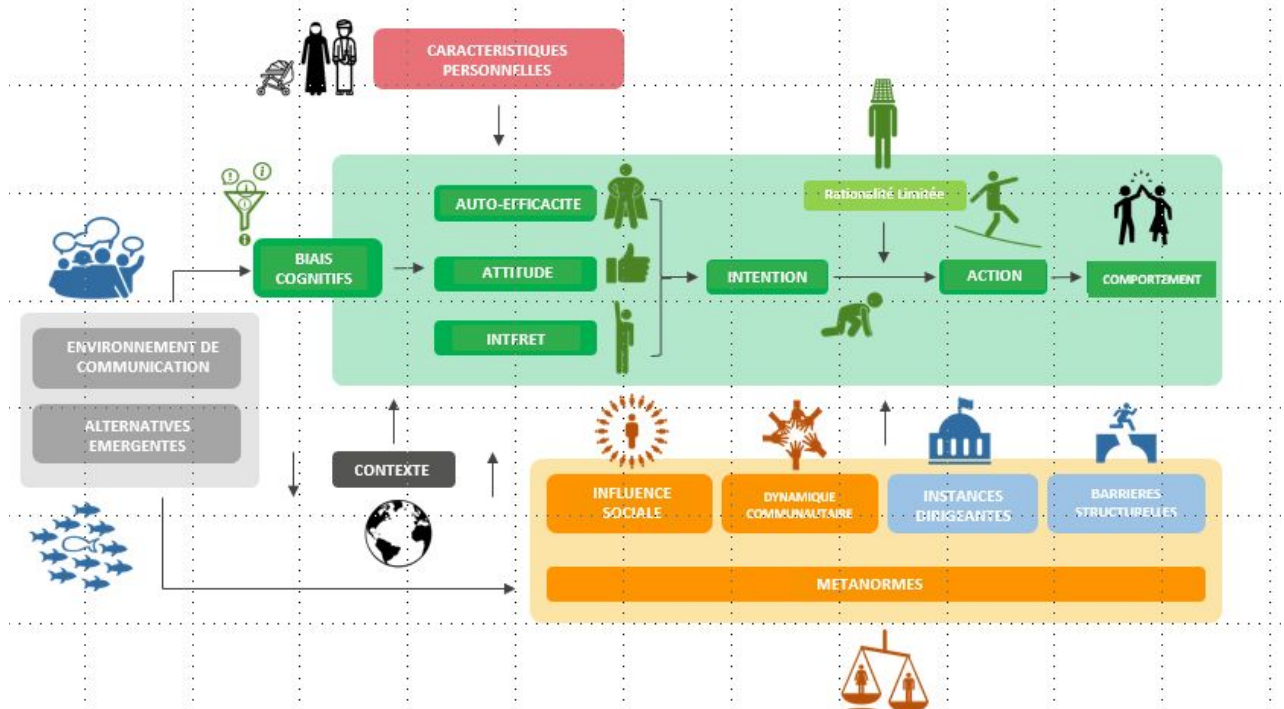 CARACTERISTIQUES
PERSONNELLES
AUTO-EFFICACITE
Rationalité Limitée
BIAIS
COGNITIFS
ATTITUDE
INTENTION
ACTION
COMPORTEMENT
INTERET
ENVIRONNEMENT DE
COMMUNICATION
ALTERNATIVES
EMERGENTES
CONTEXTE
INFLUENCE
SOCIALE
DYNAMIQUE
COMMUNAUTAIRE
INSTANCES
DIRIGEANTES
BARRIERES
STRUCTURELLES
METANORMES